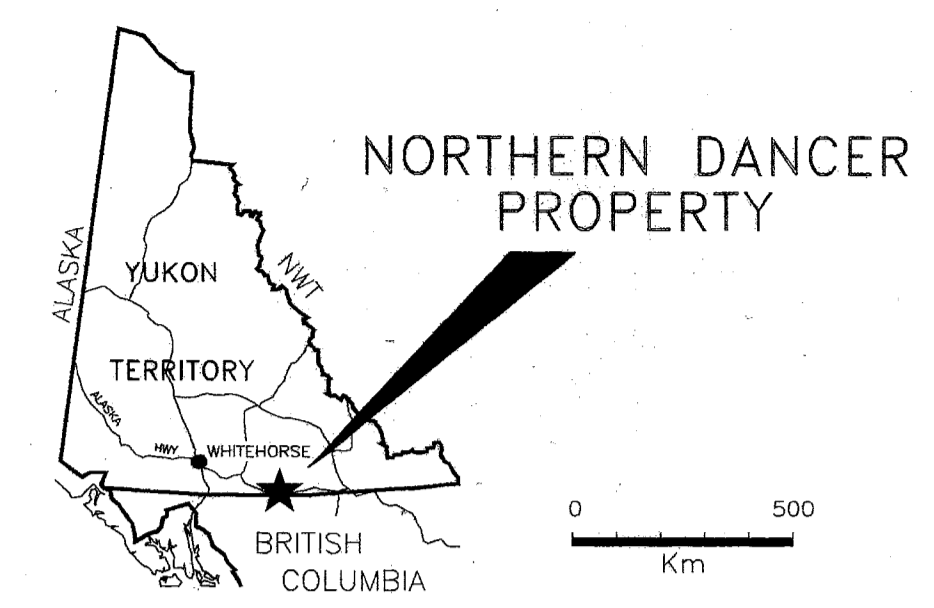 NORTHERN DANCER
PROPERTY
ALASKA
YUKON
NWT
TERRITORY
ALASKA
HWY
WHITEHORSE
BRITISH
COLUMBIA
0 500
Km